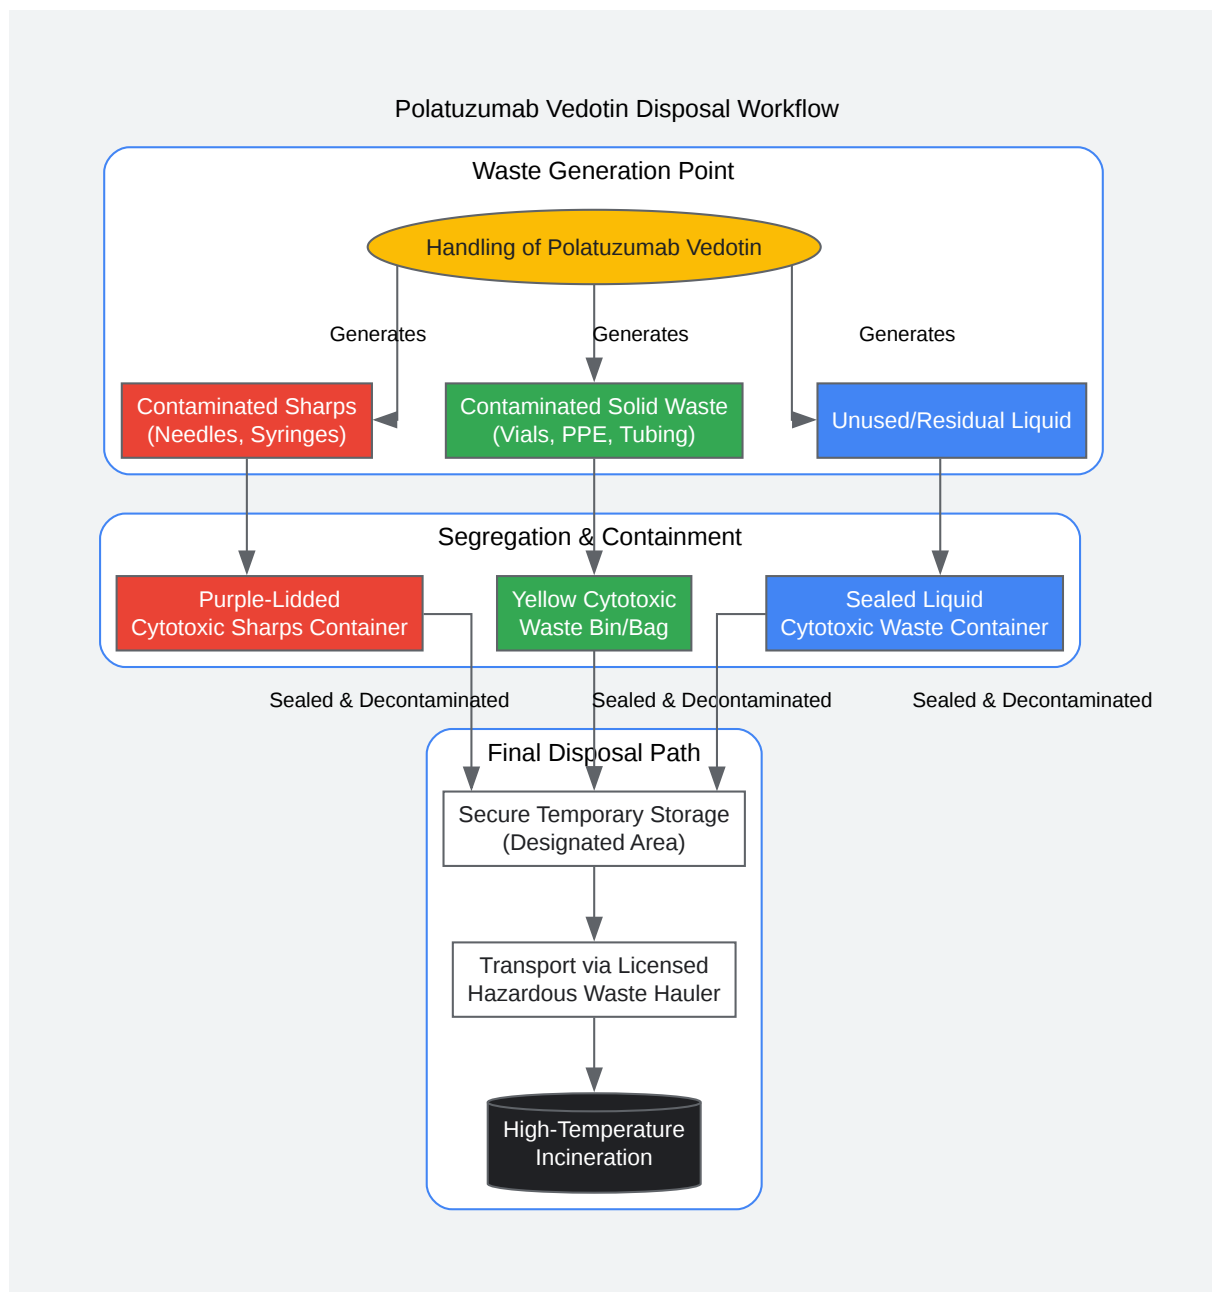 Polatuzumab Vedotin Disposal Workflow
Waste Generation Point
Handling of Polatuzumab Vedotin
Generates
Generates
Generates
Contaminated Sharps
(Needles, Syringes)
Contaminated Solid Waste
(Vials, PPE, Tubing)
Unused/Residual Liquid
Segregation & Containment
Purple-Lidded
Cytotoxic Sharps Container
Yellow Cytotoxic
Waste Bin/Bag
Sealed Liquid
Cytotoxic Waste Container
Sealed & Decontaminated
Sealed & Decontaminated
Sealed & Decontaminated
Final Disposal Path
Secure Temporary Storage
(Designated Area)
Transport via Licensed
Hazardous Waste Hauler
High-Temperature
Incineration